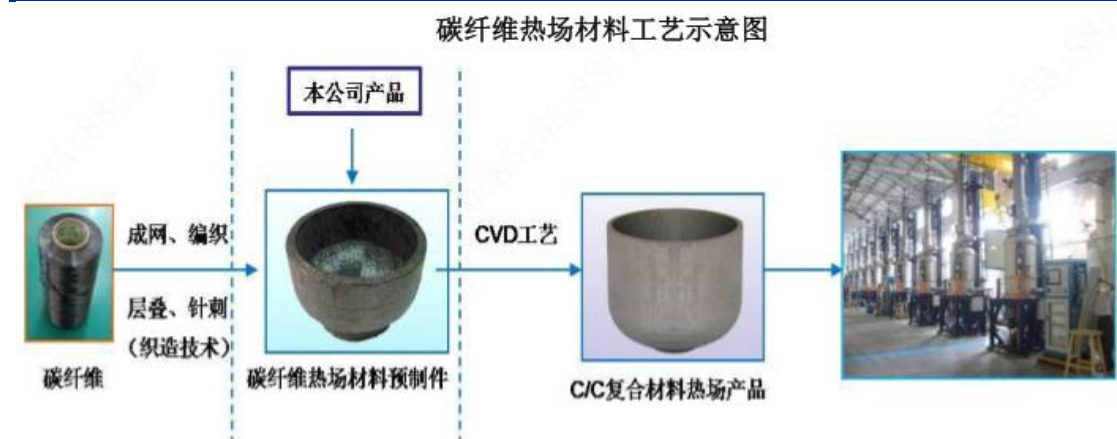 碳纤维热场材料工艺示意图
本公司产品
成网、编织
层叠、针刺
（织造技术）
碳纤维
碳纤维热场材料预制件
CVD工艺
C/C复合材料热场产品